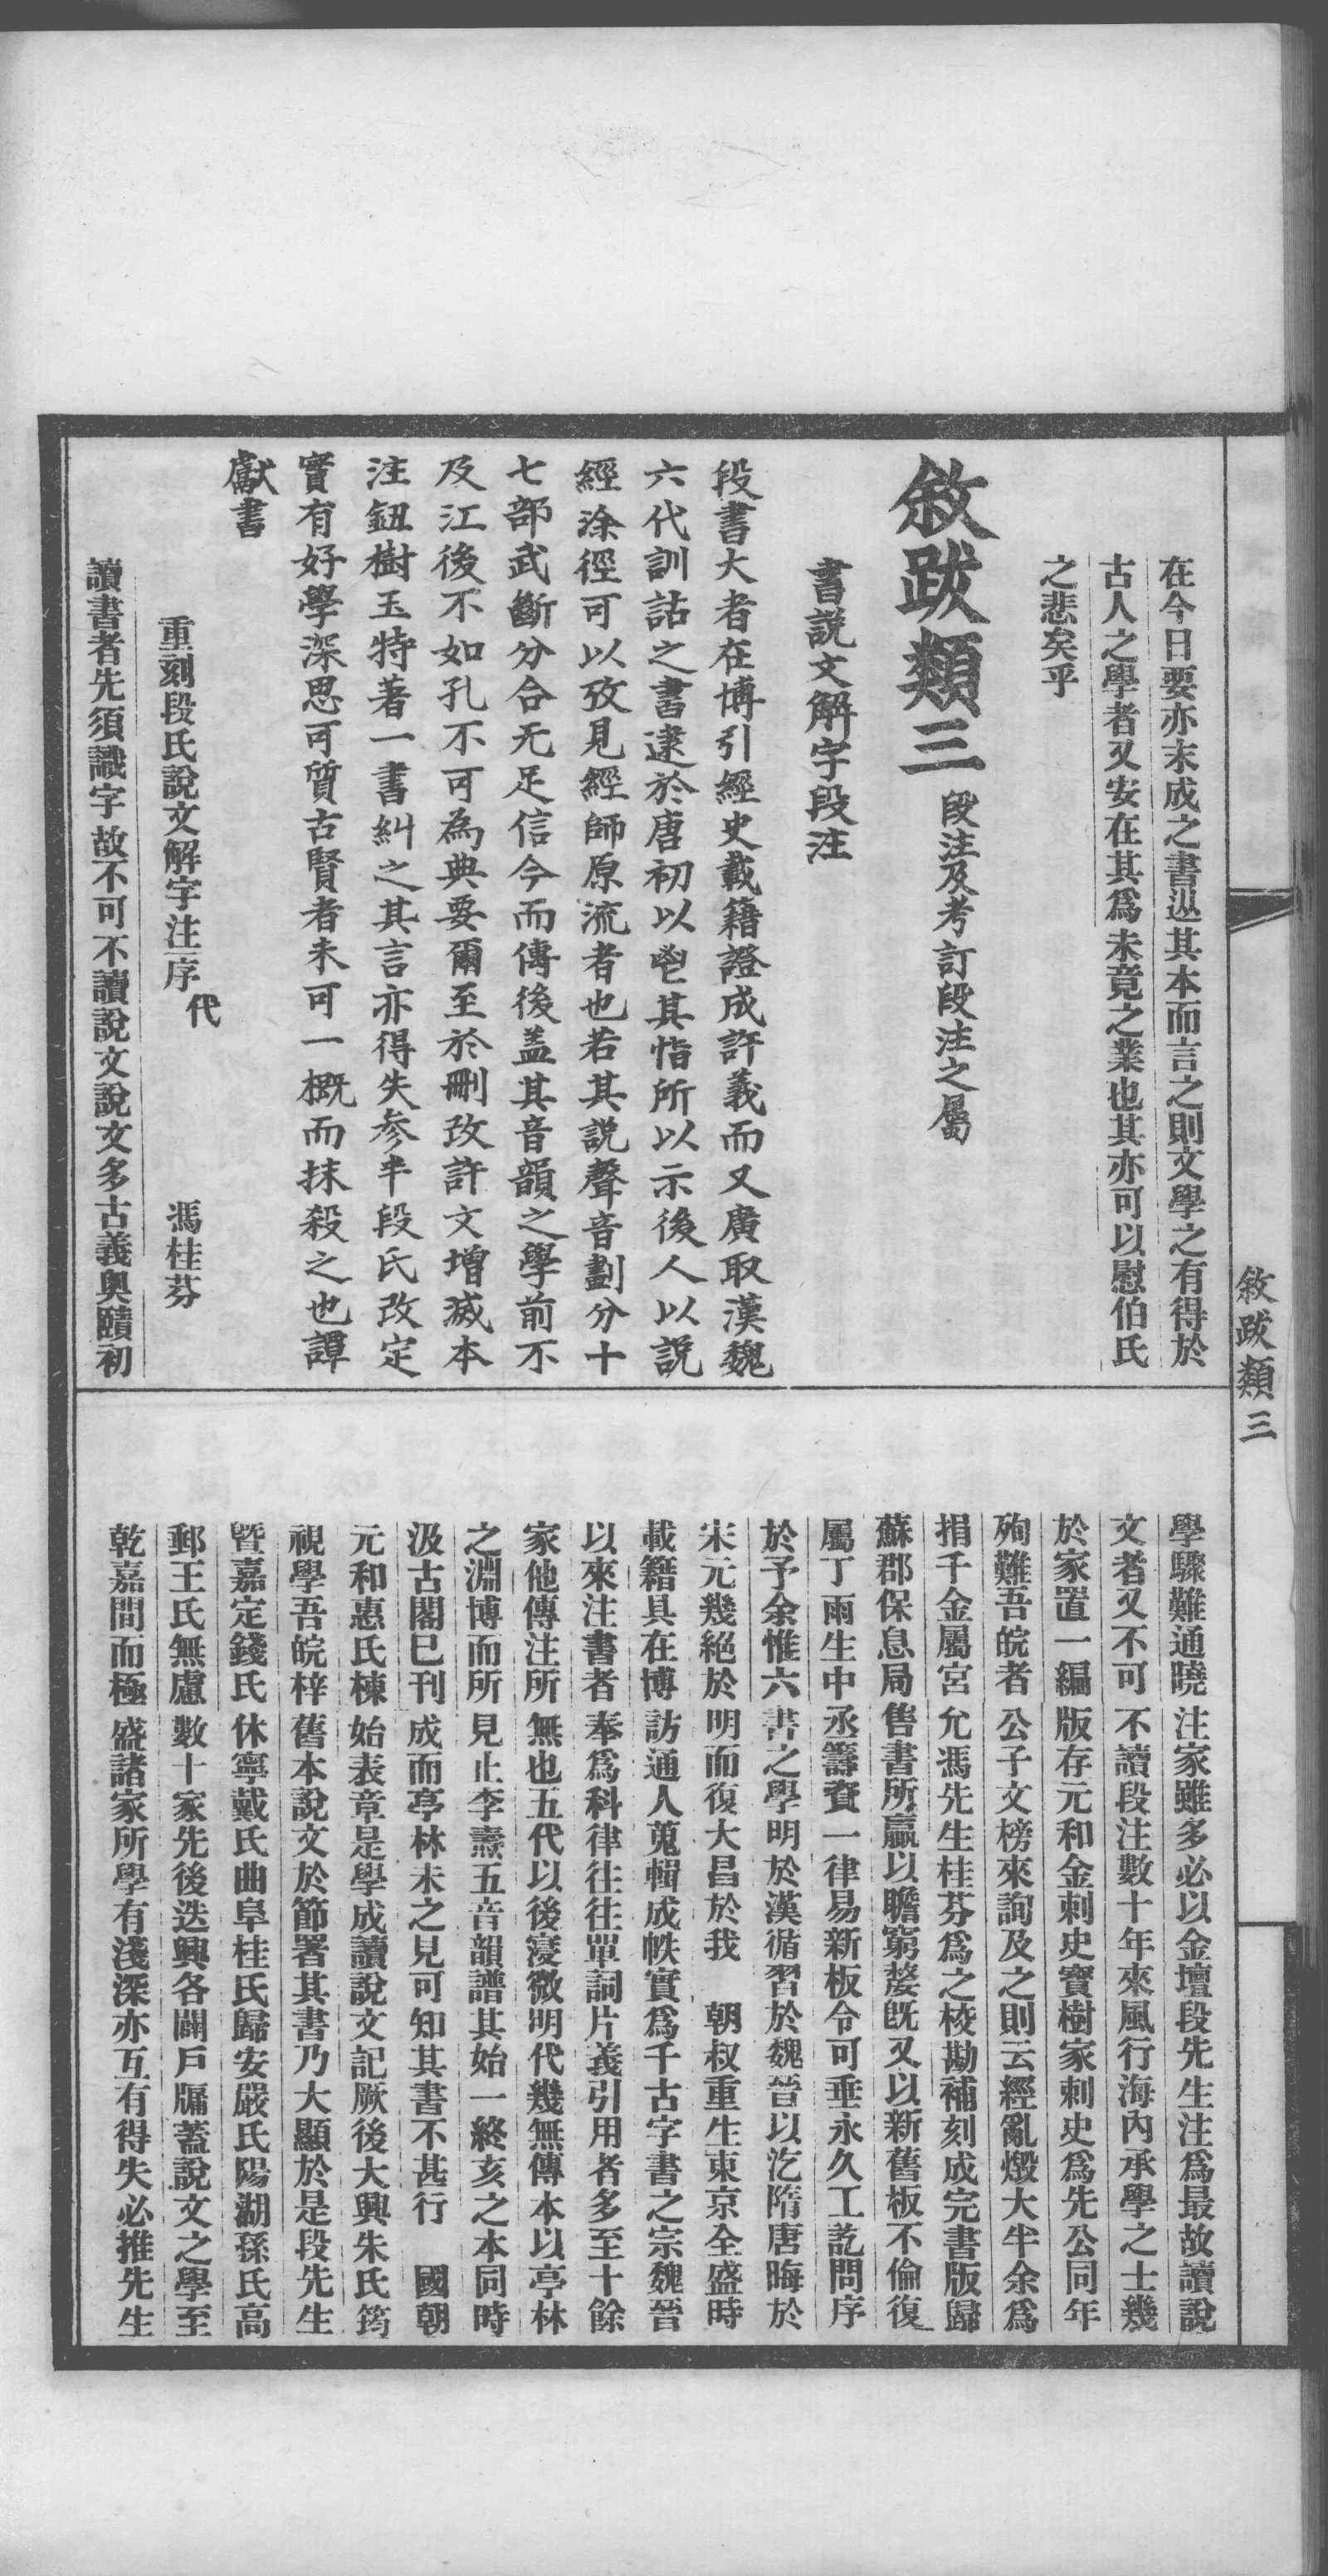 在今日要亦未成之書溯其本而言之則文學之有得於
古人之學者又安在其爲未竟之業也其亦可以慰伯氏
之悲矣乎
敘跋類三 段注及考訂段注之屬
書説文解字段注
段書大者在博引經史載籍證成許義而又廣取漢魏
六代訓詁之書逮於唐初以鬯其恉所以示後人以説
經涂徑可以攷見經師原流者也若其説聲音劃分十
七部武斷分合无足信今而傳後盖其音韻之學前不
及江後不如孔不可為典要爾至於刪改許文增減本
注鈕樹玉特著一書糾之其言亦得失參半段氏改定
實有好學深思可質古賢者未可一概而抹殺之也譚
獻書
重刻段氏說文解字注序代 馮桂芬
讀書者先須識字故不可不讀說文說文多古義奧賾初
學驟難通曉注家雖多必以金壇段先生注爲最故讀說
文者又不可不讀段注數十年來風行海內承學之士幾
於家置一編版存元和金刺史寶樹家刺史爲先公同年
殉難吾皖者公子文榜來詢及之則云經亂燬大半余爲
捐千金屬宮允馮先生桂芬爲之校勘補刻成完書版歸
蘇郡保息局售書所贏以贍窮嫠旣又以新舊板不倫復
屬丁雨生中丞籌資一律易新板令可垂永久工訖問序
於予余惟六書之學明於漢循習於魏晉以汔隋唐晦於
宋元幾絕於明而復大昌於我 朝叔重生東京全盛時
載籍具在博訪通人蒐輯成帙實爲千古字書之宗魏晉
以來注書者奉爲科律往往單詞片義引用者多至十餘
家他傳注所無也五代以後寖微明代幾無傳本以亭林
之淵博而所見止李燾五音韻譜其始一終亥之本同時
汲古閣已刊成而亭林未之見可知其書不甚行 國朝
元和惠氏棟始表章是學成讀說文記厥後大興朱氏筠
視學吾皖梓舊本說文於節署其書乃大顯於是段先生
曁嘉定錢氏休寧戴氏曲阜桂氏歸安嚴氏陽湖孫氏高
郵王氏無慮數十家先後迭興各闢戶牖蓋說文之學至
乾嘉間而極盛諸家所學有淺深亦互有得失必推先生
敘跋類三